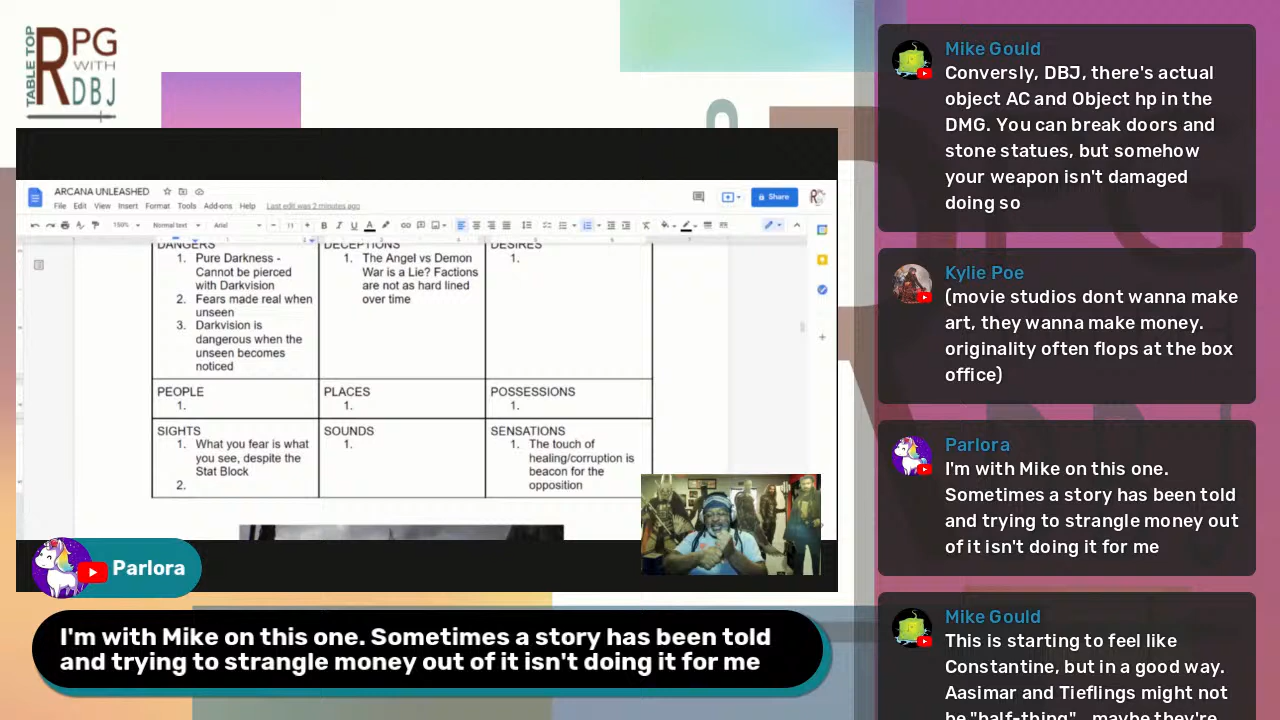 TABLE TOP
RPG
WITH
DBJ
ARCANA UNLEASHED
File Edit View Insert Format Tools Add-ons Help Last edit was 2 minutes ago
Share
150% Normal text Arial 11
DANGERS DECEPTIONS DESIRES
1. Pure Darkness -
Cannot be pierced
with Darkvision
2. Fears made real when
unseen
3. Darkvision is
dangerous when the
unseen becomes
noticed
1. The Angel vs Demon
War is a Lie? Factions
are not as hard lined
over time
1.
PEOPLE
1.
PLACES
1.
POSSESSIONS
1.
SIGHTS
1. What you fear is what
you see, despite the
Stat Block
2.
SOUNDS
1.
SENSATIONS
1. The touch of
healing/corruption is
beacon for the
opposition
Parlora
I'm with Mike on this one. Sometimes a story has been told
and trying to strangle money out of it isn't doing it for me
Mike Gould
Conversly, DBJ, there's actual
object AC and Object hp in the
DMG. You can break doors and
stone statues, but somehow
your weapon isn't damaged
doing so
Kylie Poe
(movie studios dont wanna make
art, they wanna make money.
originality often flops at the box
office)
Parlora
I'm with Mike on this one.
Sometimes a story has been told
and trying to strangle money out
of it isn't doing it for me
Mike Gould
This is starting to feel like
Constantine, but in a good way.
Aasimar and Tieflings might not
be "half-thing"... maybe they're